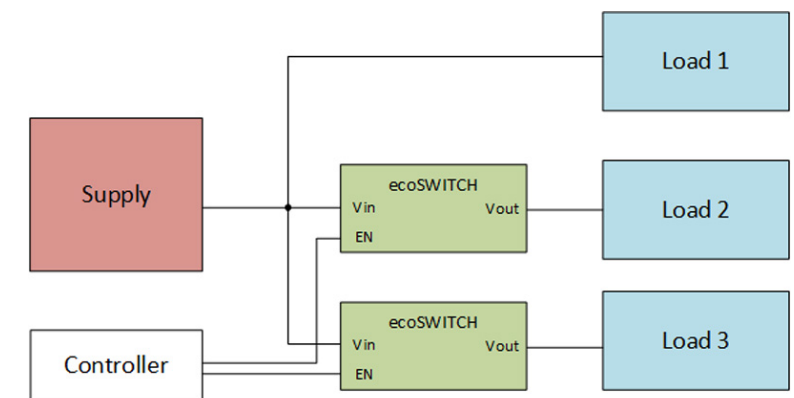 Load 1
Supply
ecoSWITCH
Vin
Vout
EN
Load 2
ecoSWITCH
Vin
Vout
EN
Load 3
Controller